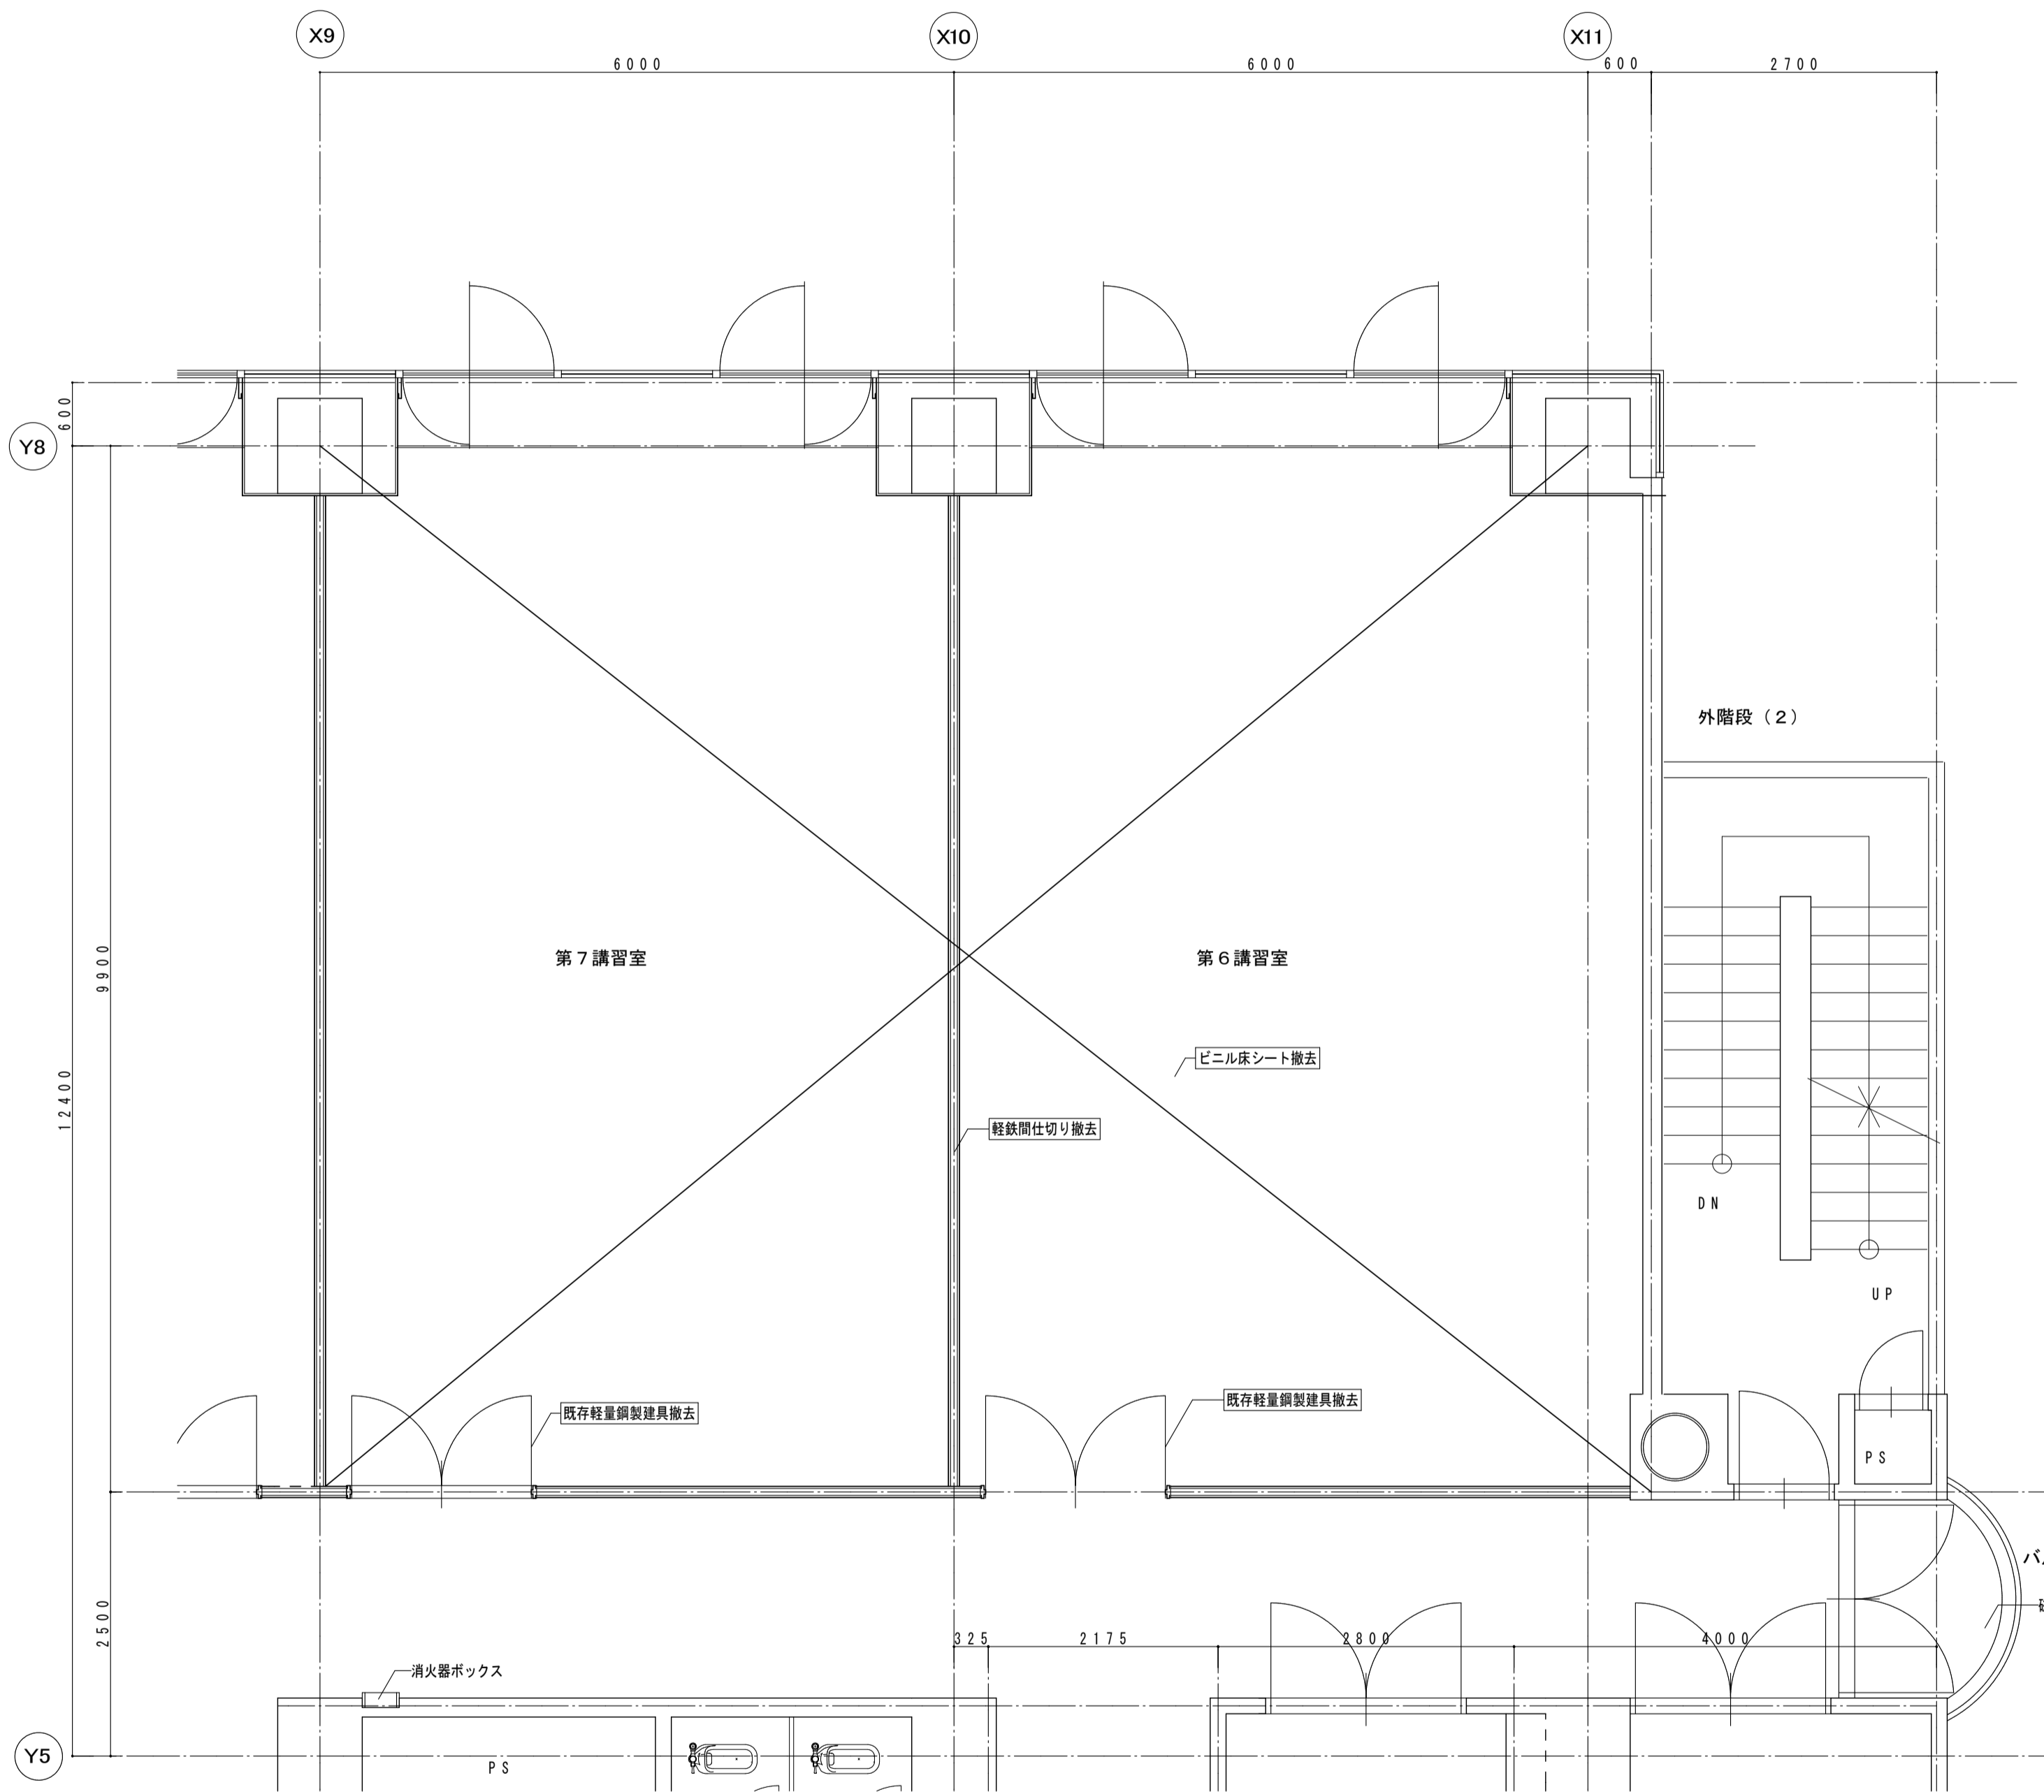 X9
X10
X11
6000
6000
600
2700
600
Y8
外階段（２）
9900
第７講習室
第６講習室
ビニル床シート撤去
12400
軽鉄間仕切り撤去
DN
UP
既存軽量鋼製建具撤去
既存軽量鋼製建具撤去
PS
2500
325
2175
2800
4000
消火器ボックス
Y5
PS